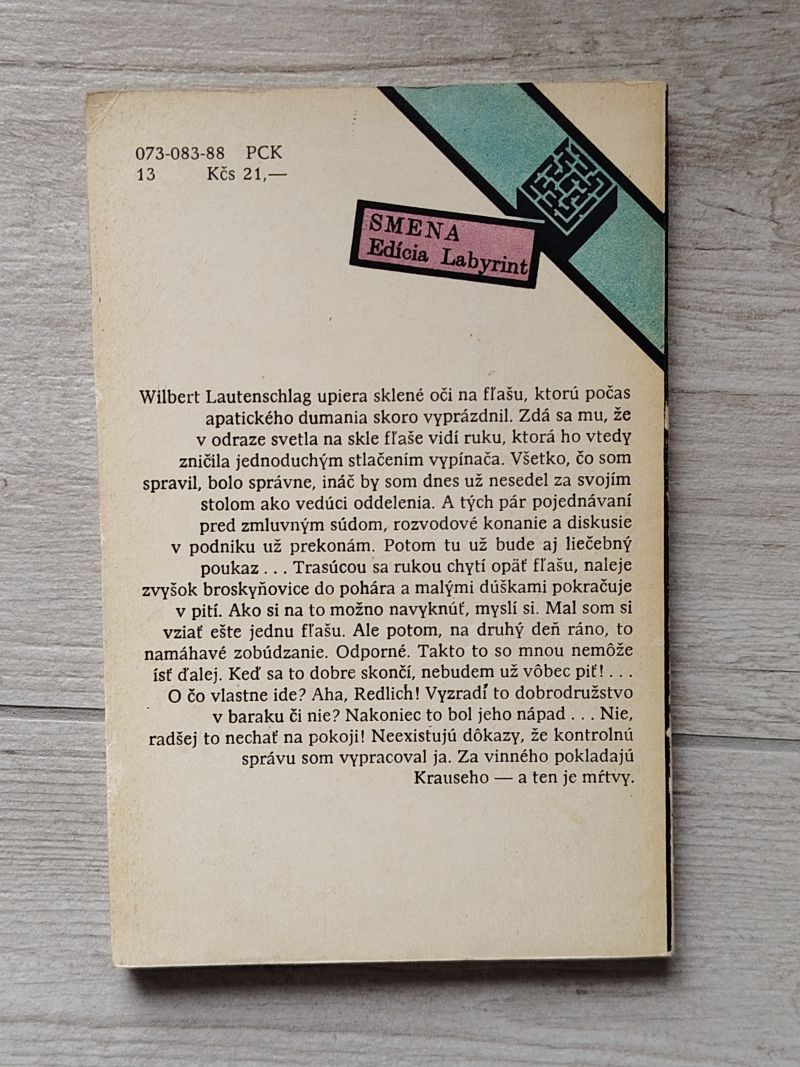 073-083-88 PCK
13 Kčs 21,—
SMENA
Edícia Labyrint
Wilbert Lautenschlag upiera sklené oči na fľašu, ktorú počas
apatického dumania skoro vyprázdnil. Zdá sa mu, že
v odraze svetla na skle fľaše vidí ruku, ktorá ho vtedy
zničila jednoduchým stlačením vypínača. Všetko, čo som
spravil, bolo správne, ináč by som dnes už nesedel za svojím
stolom ako vedúci oddelenia. A tých pár pojednávaní
pred zmluvným súdom, rozvodové konanie a diskusie
v podniku už prekonám. Potom tu už bude aj liečebný
poukaz . . . Trasúcou sa rukou chytí opäť fľašu, naleje
zvyšok broskyňovice do pohára a malými dúškami pokračuje
v pití. Ako si na to možno navyknúť, myslí si. Mal som si
vziať ešte jednu fľašu. Ale potom, na druhý deň ráno, to
namáhavé zobúdzanie. Odporné. Takto to so mnou nemôže
ísť ďalej. Keď sa to dobre skončí, nebudem už vôbec piť! . . .
O čo vlastne ide? Aha, Redlich! Vyzradí to dobrodružstvo
v baraku či nie? Nakoniec to bol jeho nápad . . . Nie,
radšej to nechať na pokoji! Neexistujú dôkazy, že kontrolnú
správu som vypracoval ja. Za vinného pokladajú
Krauseho — a ten je mŕtvy.